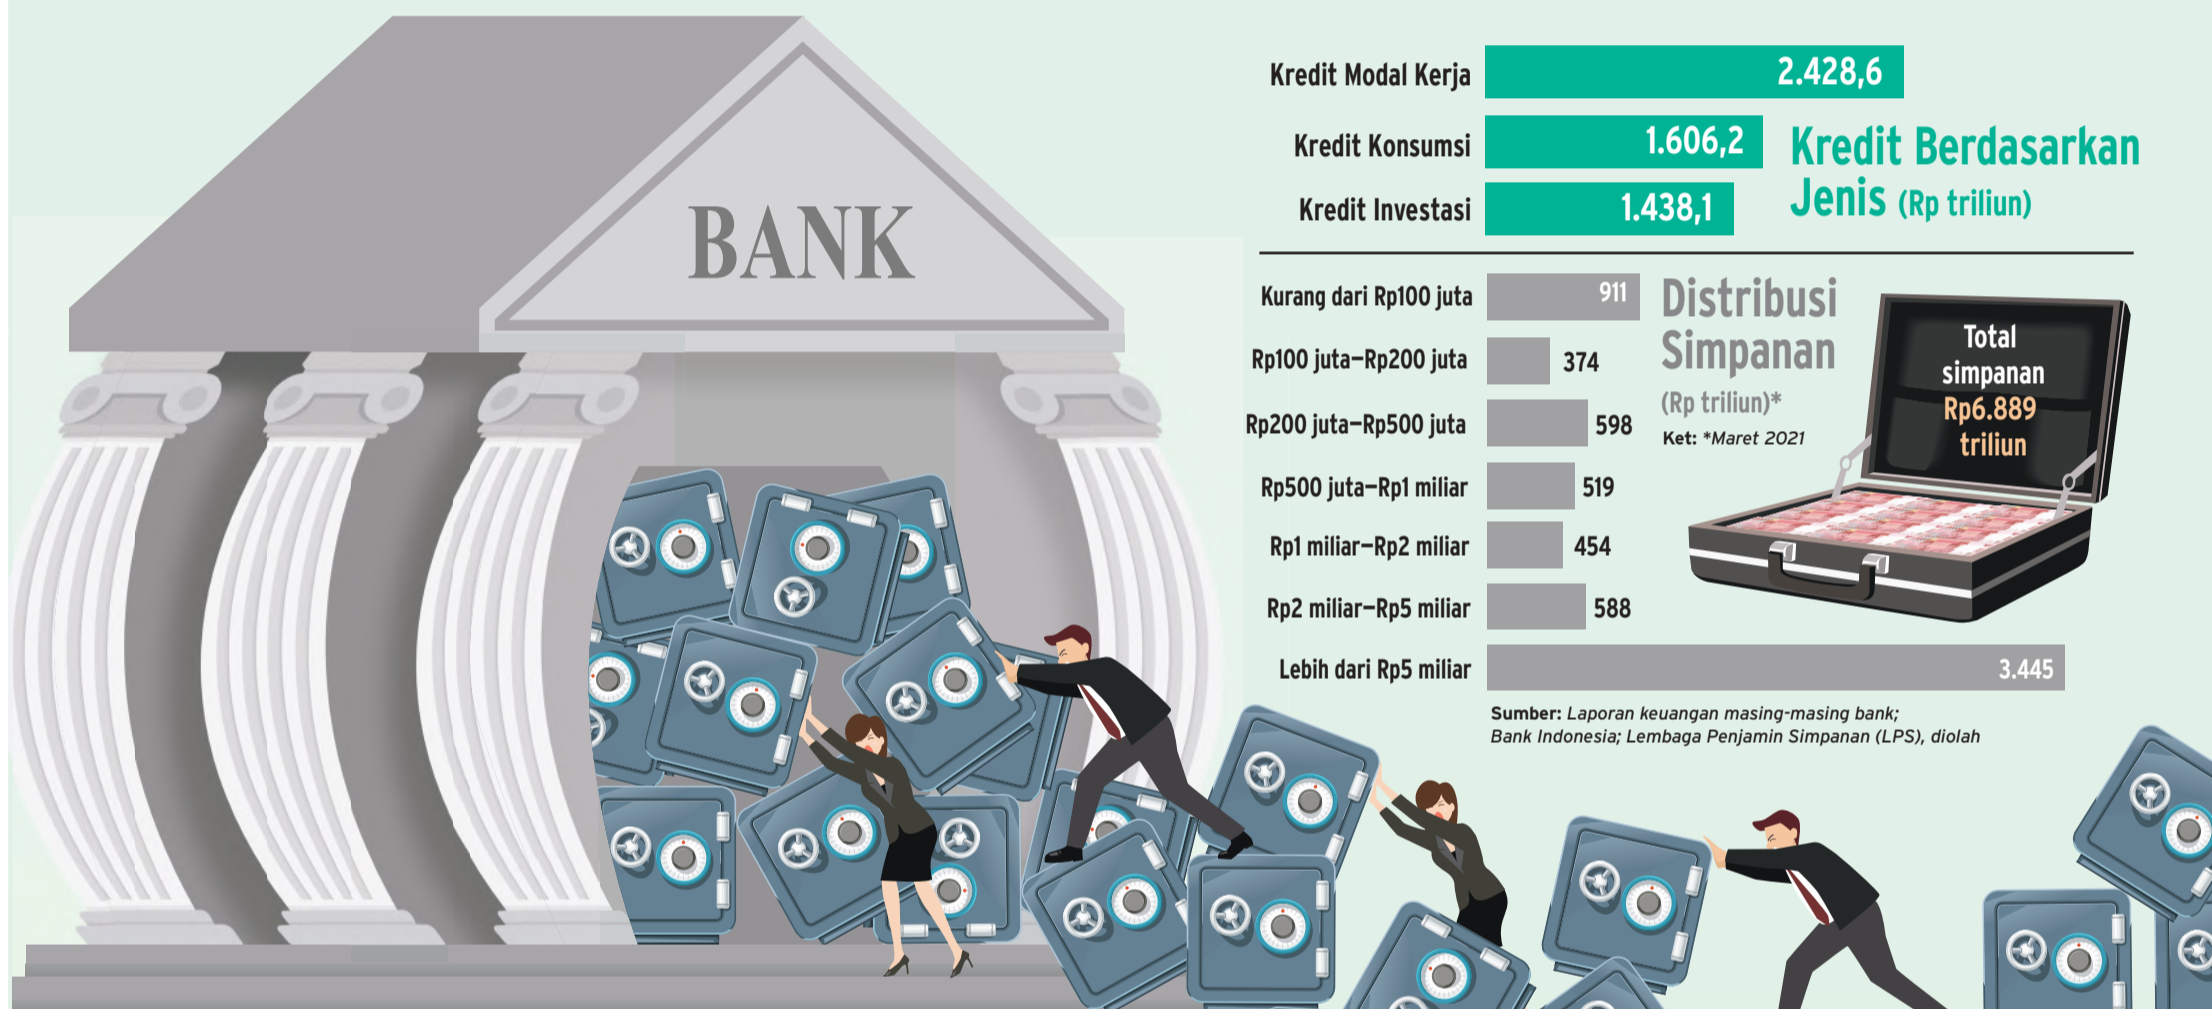 BANK
Kredit Modal Kerja 2.428,6
Kredit Konsumsi 1.606,2
Kredit Investasi 1.438,1
Kredit Berdasarkan
Jenis (Rp triliun)
Kurang dari Rp100 juta 911
Rp100 juta–Rp200 juta 374
Rp200 juta–Rp500 juta 598
Rp500 juta–Rp1 miliar 519
Rp1 miliar–Rp2 miliar 454
Rp2 miliar–Rp5 miliar 588
Lebih dari Rp5 miliar 3.445
Distribusi
Simpanan
(Rp triliun)*
Ket: *Maret 2021
Total
simpanan
Rp6.889
triliun
Sumber: Laporan keuangan masing-masing bank;
Bank Indonesia; Lembaga Penjamin Simpanan (LPS), diolah